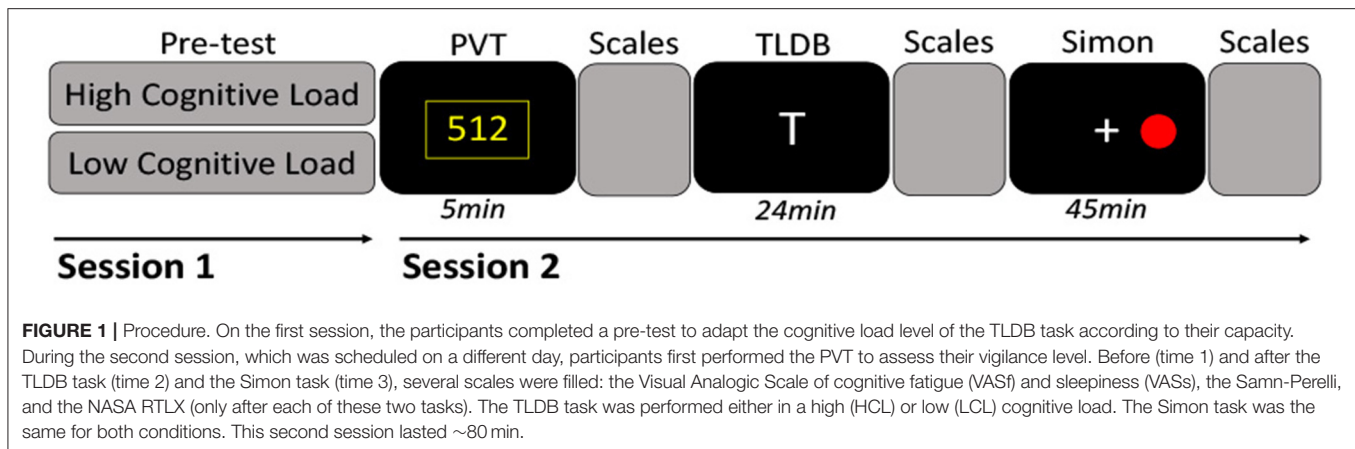 Pre-test PVT Scales TLDB Scales Simon Scales
High Cognitive Load
Low Cognitive Load
512
T
+
5min 24min 45min
Session 1 Session 2
FIGURE 1 | Procedure. On the first session, the participants completed a pre-test to adapt the cognitive load level of the TLDB task according to their capacity.
During the second session, which was scheduled on a different day, participants first performed the PVT to assess their vigilance level. Before (time 1) and after the
TLDB task (time 2) and the Simon task (time 3), several scales were filled: the Visual Analogic Scale of cognitive fatigue (VASf) and sleepiness (VASs), the Samn-Perelli,
and the NASA RTLX (only after each of these two tasks). The TLDB task was performed either in a high (HCL) or low (LCL) cognitive load. The Simon task was the
same for both conditions. This second session lasted ∼80 min.